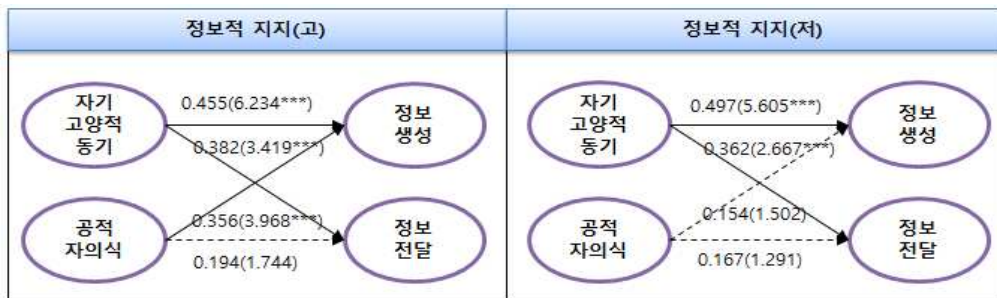 정보적 지지(고)
자기
고양적
동기
0.455(6.234***)
정보
생성
0.382(3.419***)
공적
자의식
0.356(3.968***)
정보
전달
0.194(1.744)
정보적 지지(저)
자기
고양적
동기
0.497(5.605***)
정보
생성
0.362(2.667***)
공적
자의식
0.154(1.502)
정보
전달
0.167(1.291)